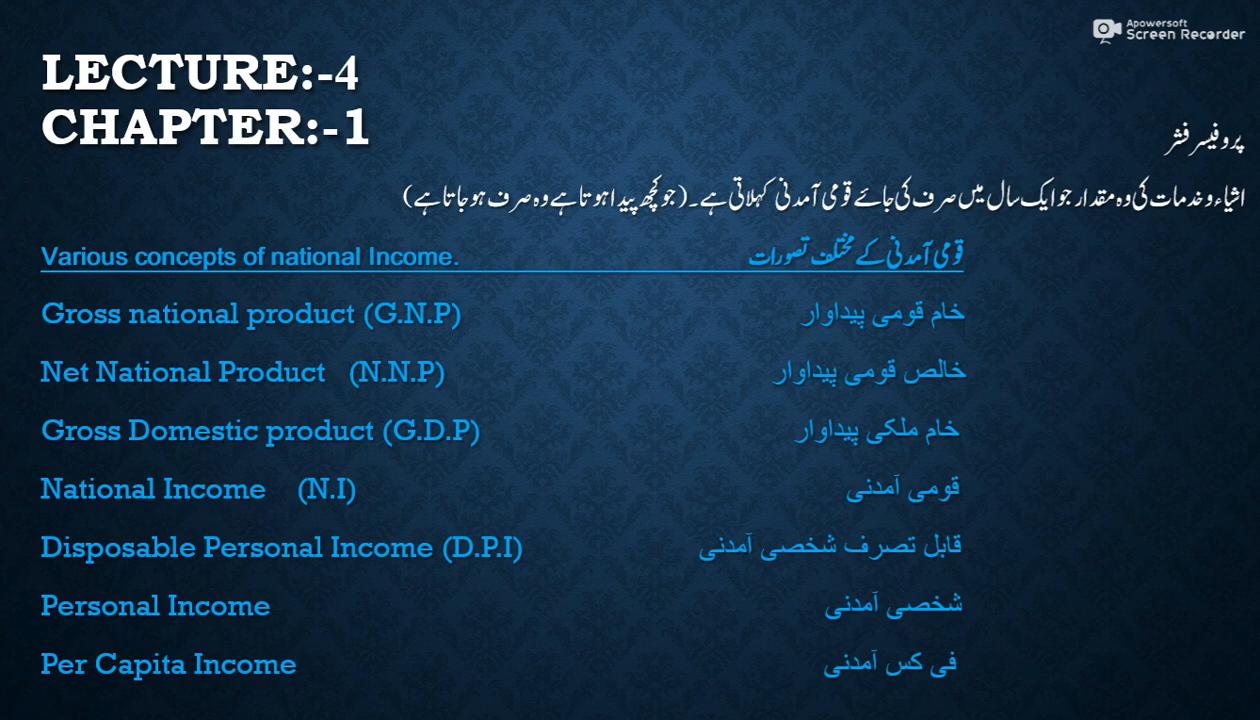 Apowersoft
Screen Recorder
LECTURE:-4
CHAPTER:-1
پروفیسر فشر
اشیاء و خدمات کی وہ مقدار جو ایک سال میں صرف کی جائے قومی آمدنی کہلاتی ہے۔ (جو کچھ پیدا ہوتا ہے وہ صرف ہو جاتا ہے)
Various concepts of national Income. قومی آمدنی کے مختلف تصورات
Gross national product (G.N.P) خام قومی پیداوار
Net National Product (N.N.P) خالص قومی پیداوار
Gross Domestic product (G.D.P) خام ملکی پیداوار
National Income (N.I) قومی آمدنی
Disposable Personal Income (D.P.I) قابل تصرف شخصی آمدنی
Personal Income شخصی آمدنی
Per Capita Income فی کس آمدنی